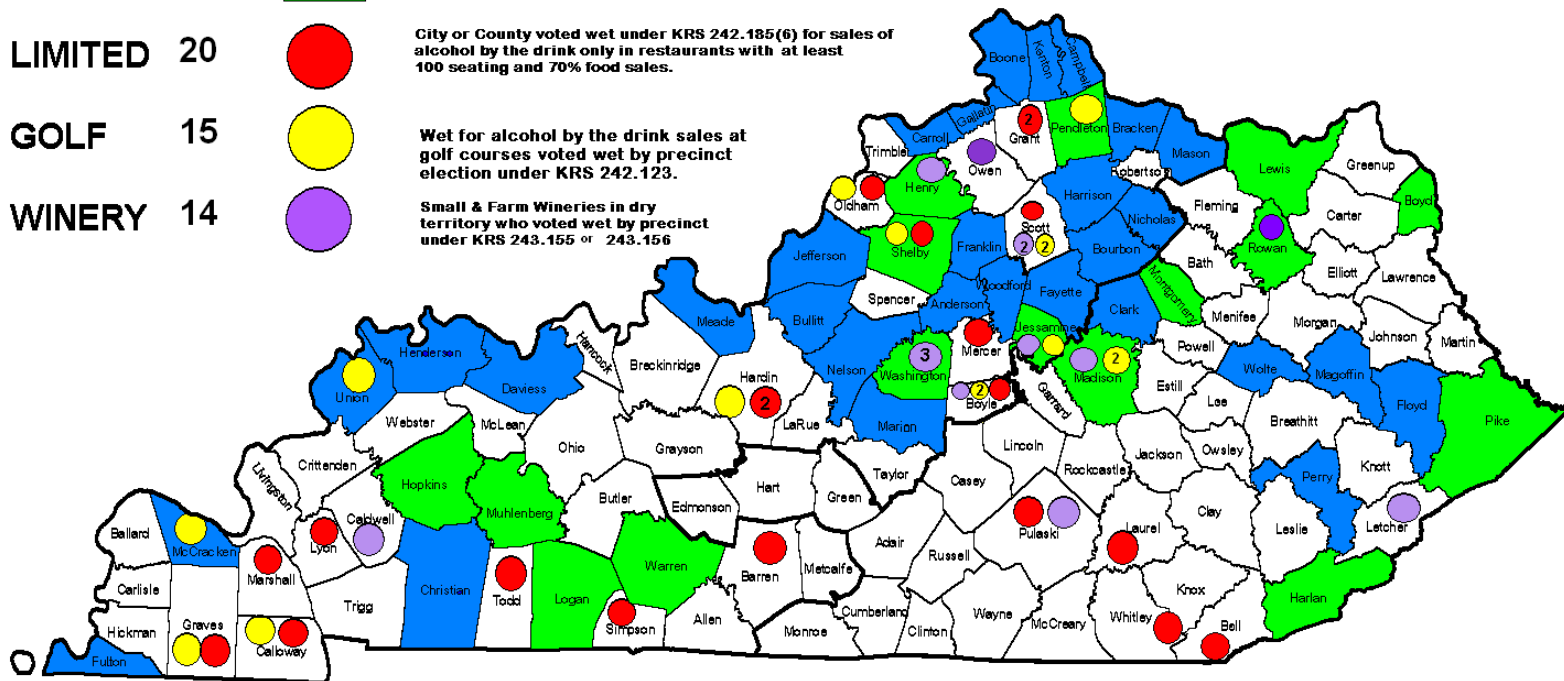 LIMITED 20
City or County voted wet under KRS 242.185(6) for sales of
alcohol by the drink only in restaurants with at least
100 seating and 70% food sales.
GOLF 15
Wet for alcohol by the drink sales at
golf courses voted wet by precinct
election under KRS 242.123.
WINERY 14
Small & Farm Wineries in dry
territory who voted wet by precinct
under KRS 243.155 or 243.156
Boone
Kenton
Campbell
Gallatin
Carroll
Trimble
Owen
2
Grant
Pendleton
Bracken
Mason
Robertson
Lewis
Greenup
Boyd
Fleming
Carter
Rowan
Elliott
Lawrence
Bath
Henry
Oldham
Shelby
Scott
2
2
Harrison
Nicholas
Bourbon
Franklin
Woodford
Fayette
Clark
Montgomery
Menifee
Morgan
Johnson
Martin
Powell
Jefferson
Spencer
Anderson
Bullitt
Meade
Hancock
Breckinridge
Henderson
Daviess
Union
Webster
McLean
Hardin
2
LaRue
Nelson
3
Washington
Mercer
2
Boyle
Marion
Jessamine
2
Madison
Garrard
Estill
Lee
Wolfe
Magoffin
Floyd
Pike
Breathitt
Owsley
Knott
Perry
Letcher
Leslie
Clay
Jackson
Rockcastle
Lincoln
Casey
Taylor
Green
Hart
Grayson
Ohio
Butler
Edmonson
Crittenden
Livingston
Hopkins
Muhlenberg
Caldwell
Lyon
Ballard
McCracken
Marshall
Carlisle
Hickman
Graves
Calloway
Fulton
Trigg
Christian
Todd
Logan
Warren
Simpson
Allen
Barren
Metcalfe
Monroe
Adair
Cumberland
Russell
Clinton
Wayne
Pulaski
McCreary
Laurel
Whitley
Knox
Bell
Harlan